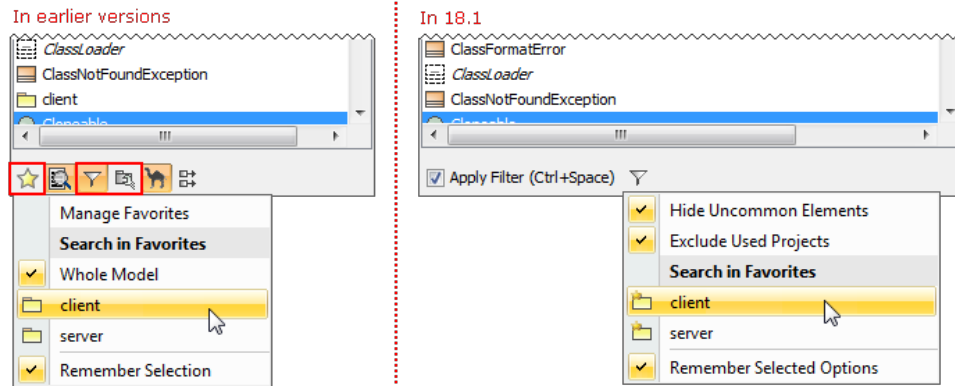 In earlier versions
ClassLoader
ClassNotFoundException
client
Cloneable
Manage Favorites
Search in Favorites
Whole Model
client
server
Remember Selection
In 18.1
ClassFormatError
ClassLoader
ClassNotFoundException
Cloneable
Apply Filter (Ctrl+Space)
Hide Uncommon Elements
Exclude Used Projects
Search in Favorites
client
server
Remember Selected Options